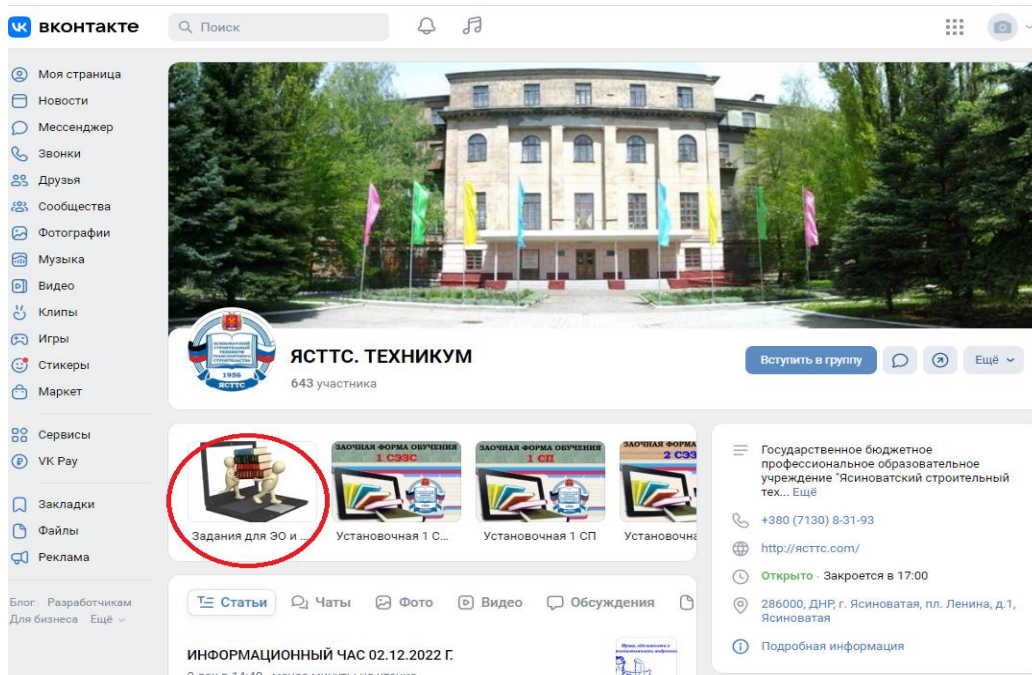 вконтакте
Поиск
Моя страница
Новости
Мессенджер
Звонки
Друзья
Сообщества
Фотографии
Музыка
Видео
Клипы
Игры
Стикеры
Маркет
Сервисы
VK Pay
Закладки
Файлы
Реклама
Блог Разработчикам
Для бизнеса Ещё
1956
ЯСТТС
ЯСТТС. ТЕХНИКУМ
643 участника
Вступить в группу
Ещё
ЗАОЧНАЯ ФОРМА ОБУЧЕНИЯ
1 СЭЗС
ЗАОЧНАЯ ФОРМА ОБУЧЕНИЯ
1 СП
ЗАОЧНАЯ ФОРМА
2 СЭЗ
Задания для ЭО и ...
Установочная 1 С...
Установочная 1 СП
Установочна
Статьи
Чаты
Фото
Видео
Обсуждения
ИНФОРМАЦИОННЫЙ ЧАС 02.12.2022 Г.
Государственное бюджетное
профессиональное образовательное
учреждение "Ясиноватский строительный
тех... Ещё
+380 (7130) 8-31-93
http://ясттс.com/
Открыто · Закроется в 17:00
286000, ДНР, г. Ясиноватая, пл. Ленина, д.1,
Ясиноватая
Подробная информация